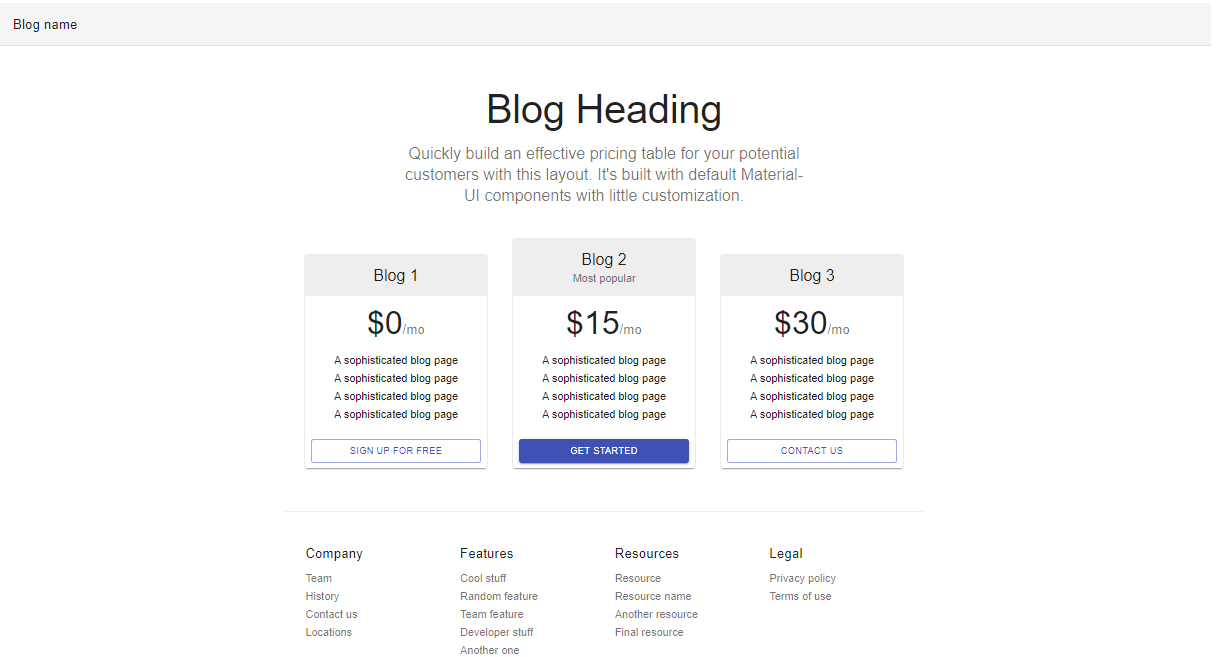 Blog name
Blog Heading
Quickly build an effective pricing table for your potential
customers with this layout. It's built with default Material-
UI components with little customization.
Blog 1
$0/mo
A sophisticated blog page
A sophisticated blog page
A sophisticated blog page
A sophisticated blog page
SIGN UP FOR FREE
Blog 2
Most popular
$15/mo
A sophisticated blog page
A sophisticated blog page
A sophisticated blog page
A sophisticated blog page
GET STARTED
Blog 3
$30/mo
A sophisticated blog page
A sophisticated blog page
A sophisticated blog page
A sophisticated blog page
CONTACT US
Company
Team
History
Contact us
Locations
Features
Cool stuff
Random feature
Team feature
Developer stuff
Another one
Resources
Resource
Resource name
Another resource
Final resource
Legal
Privacy policy
Terms of use